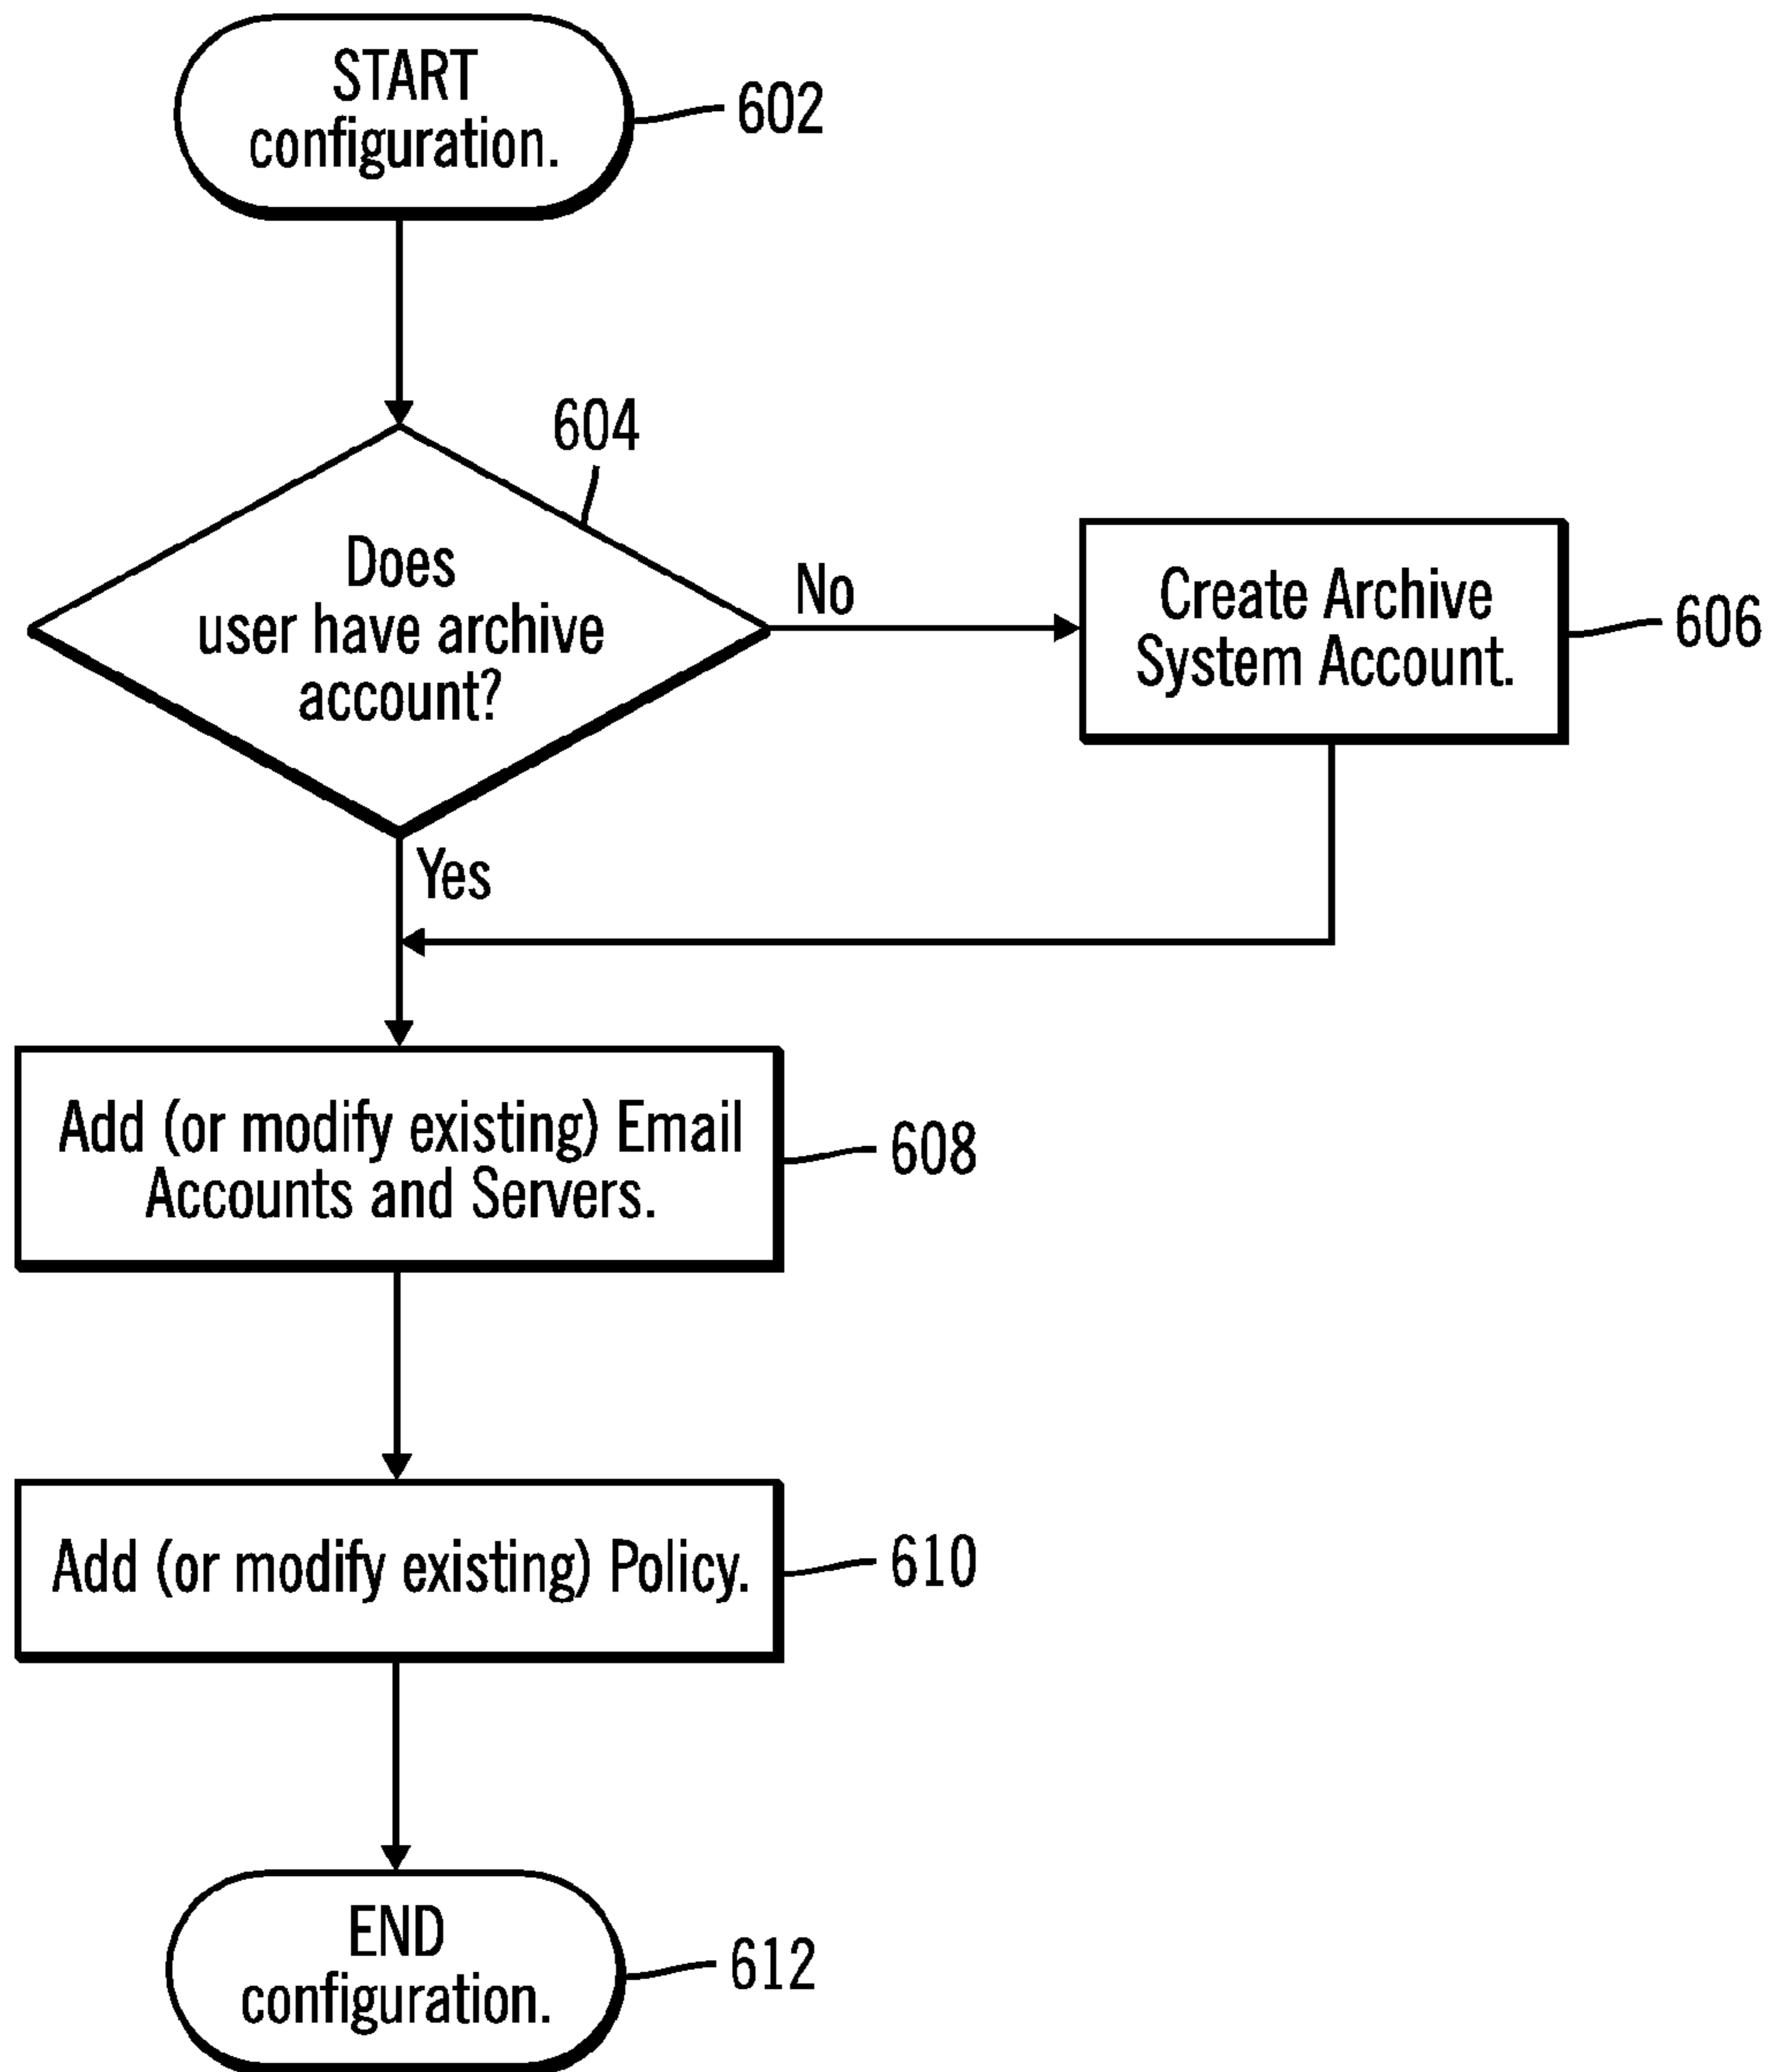 START
configuration.
602
604
Does
user have archive
account?
No
Create Archive
System Account.
606
Yes
Add (or modify existing) Email
Accounts and Servers.
608
Add (or modify existing) Policy.
610
END
configuration.
612